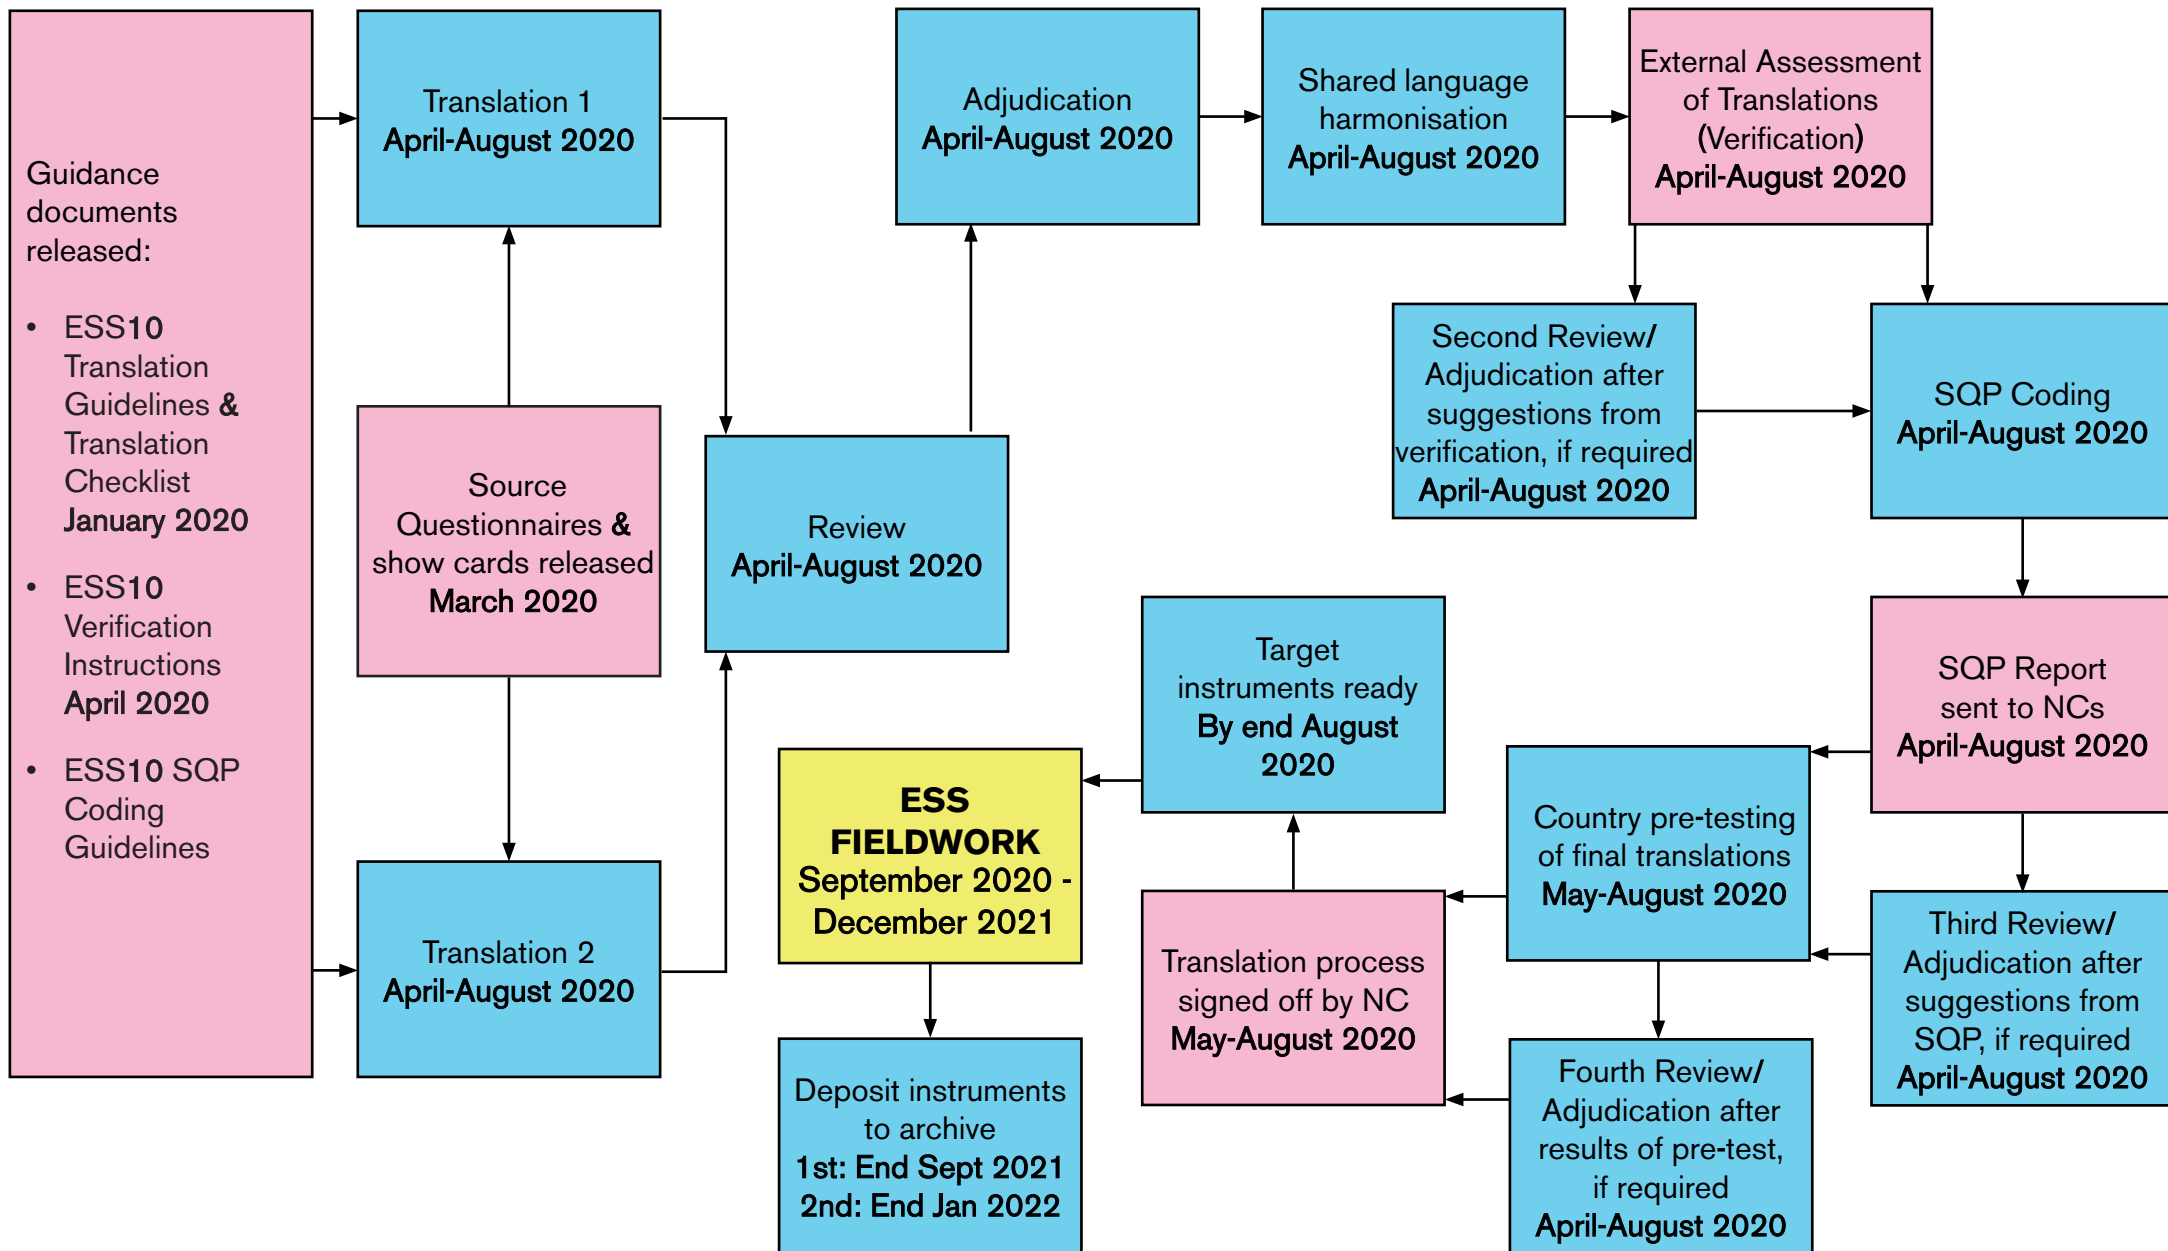 Guidance
documents
released:
• ESS10
Translation
Guidelines &
Translation
Checklist
January 2020
• ESS10
Verification
Instructions
April 2020
• ESS10 SQP
Coding
Guidelines
Translation 1
April-August 2020
Source
Questionnaires &
show cards released
March 2020
Translation 2
April-August 2020
Review
April-August 2020
Adjudication
April-August 2020
Shared language
harmonisation
April-August 2020
External Assessment
of Translations
(Verification)
April-August 2020
Second Review/
Adjudication after
suggestions from
verification, if required
April-August 2020
SQP Coding
April-August 2020
SQP Report
sent to NCs
April-August 2020
Third Review/
Adjudication after
suggestions from
SQP, if required
April-August 2020
Country pre-testing
of final translations
May-August 2020
Fourth Review/
Adjudication after
results of pre-test,
if required
April-August 2020
Translation process
signed off by NC
May-August 2020
Target
instruments ready
By end August
2020
ESS
FIELDWORK
September 2020 -
December 2021
Deposit instruments
to archive
1st: End Sept 2021
2nd: End Jan 2022